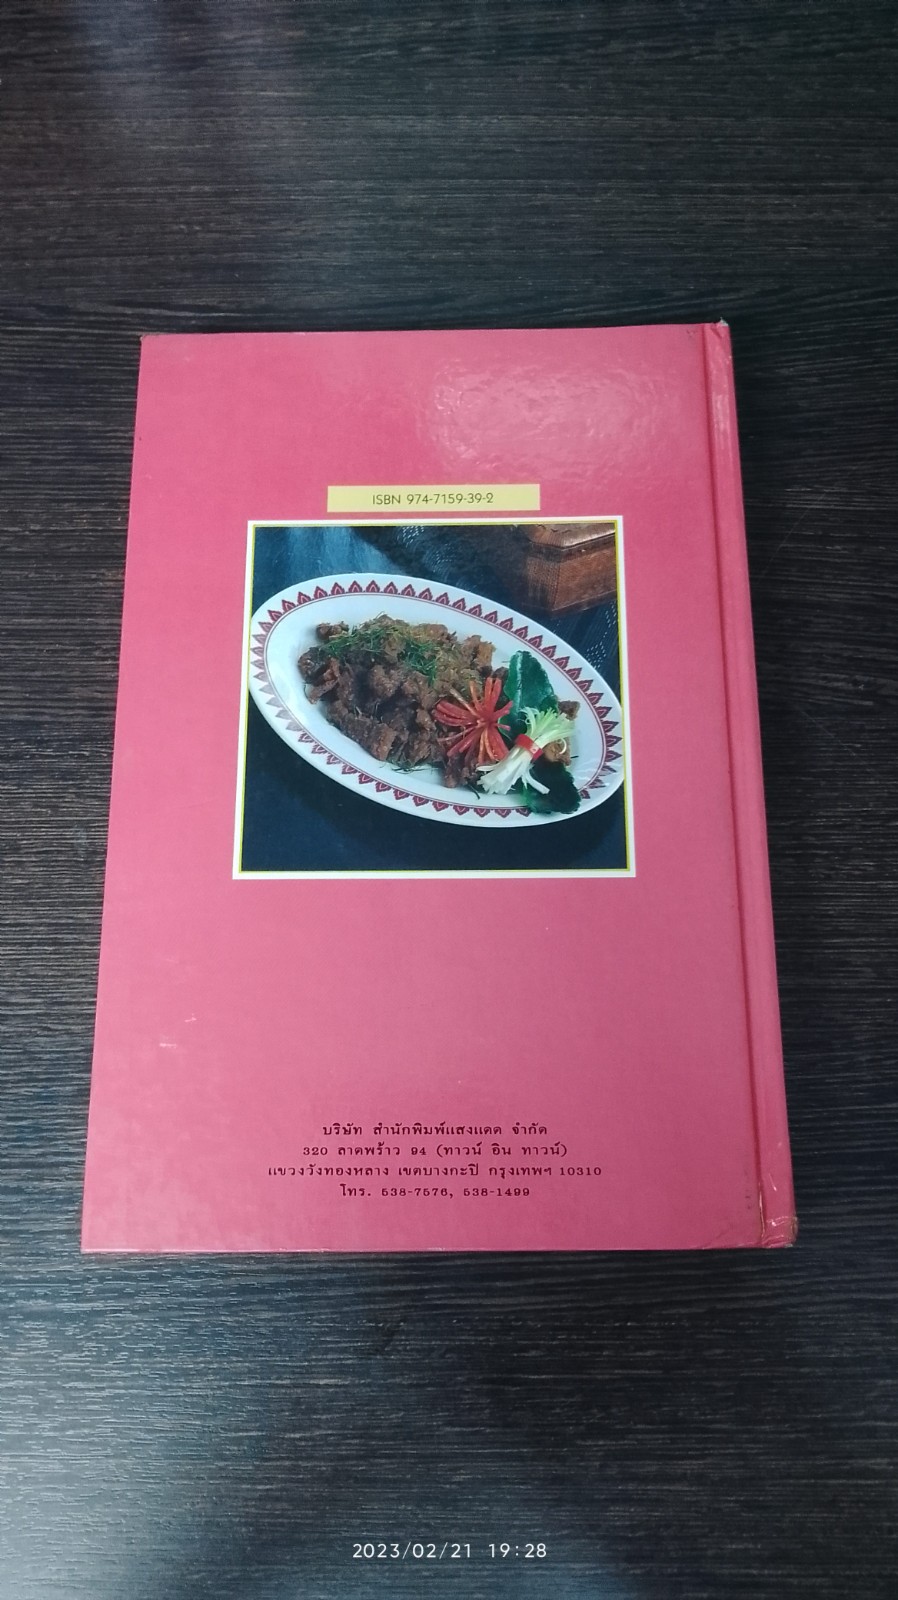 ISBN 974-7159-39-2
บริษัท สำนักพิมพ์แสงแดด จำกัด
320 ลาดพร้าว 94 (ทาวน์ อิน ทาวน์)
แขวงวังทองหลาง เขตบางกะปิ กรุงเทพฯ 10310
โทร. 538-7576, 538-1499
2023/02/21 19:28